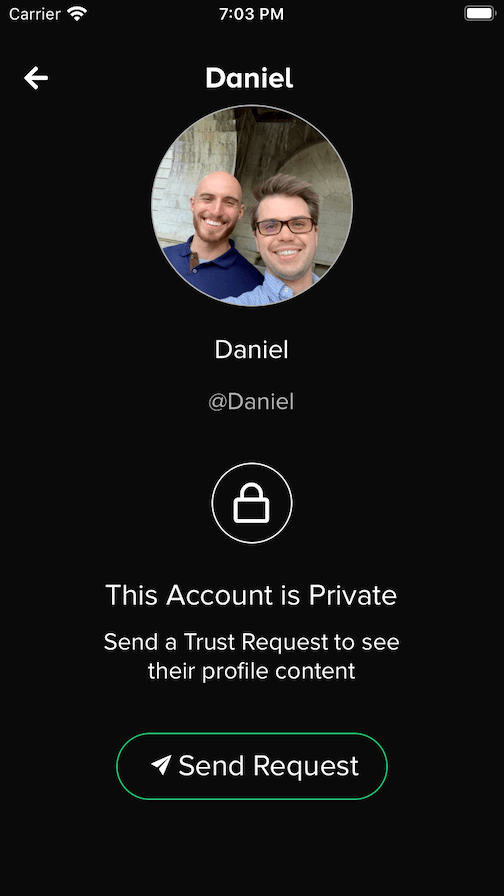 Carrier 7:03 PM
Daniel
Daniel
@Daniel
This Account is Private
Send a Trust Request to see
their profile content
Send Request